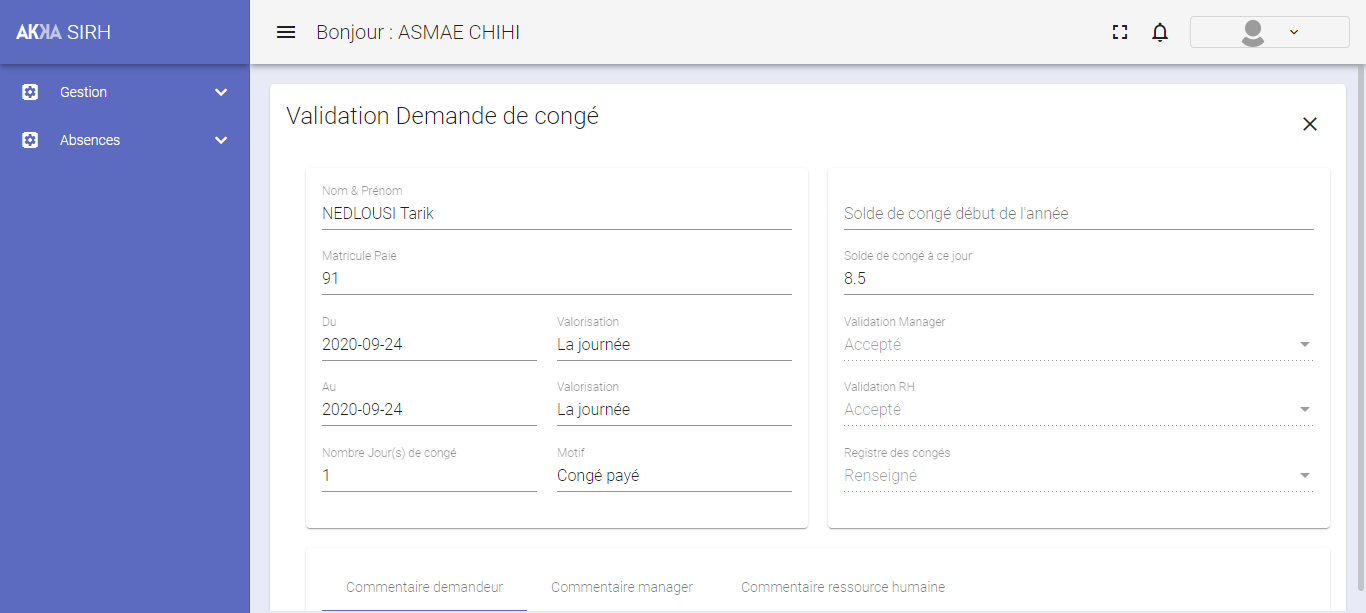 AKKA SIRH
Bonjour : ASMAE CHIHI
Gestion
Absences
Validation Demande de congé
Nom & Prénom
NEDLOUSI Tarik
Matricule Paie
91
Du
2020-09-24
Valorisation
La journée
Au
2020-09-24
Valorisation
La journée
Nombre Jour(s) de congé
1
Motif
Congé payé
Solde de congé début de l'année
Solde de congé à ce jour
8.5
Validation Manager
Accepté
Validation RH
Accepté
Registre des congés
Renseigné
Commentaire demandeur
Commentaire manager
Commentaire ressource humaine